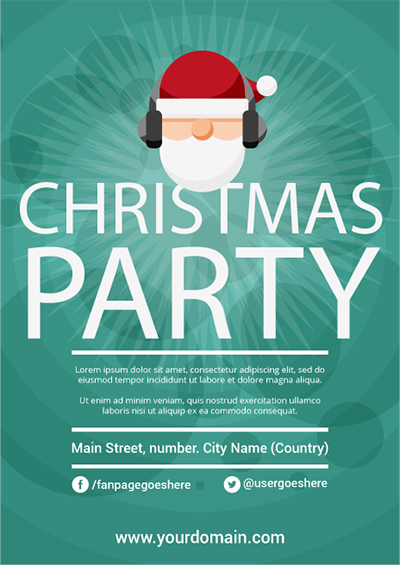 CHRISTMAS
PARTY
Lorem ipsum dolor sit amet, consectetur adipiscing elit, sed do
eiusmod tempor incididunt ut labore et dolore magna aliqua.
Ut enim ad minim veniam, quis nostrud exercitation ullamco
laboris nisi ut aliquip ex ea commodo consequat.
Main Street, number. City Name (Country)
/fanpagegoeshere @usergoeshere
www.yourdomain.com